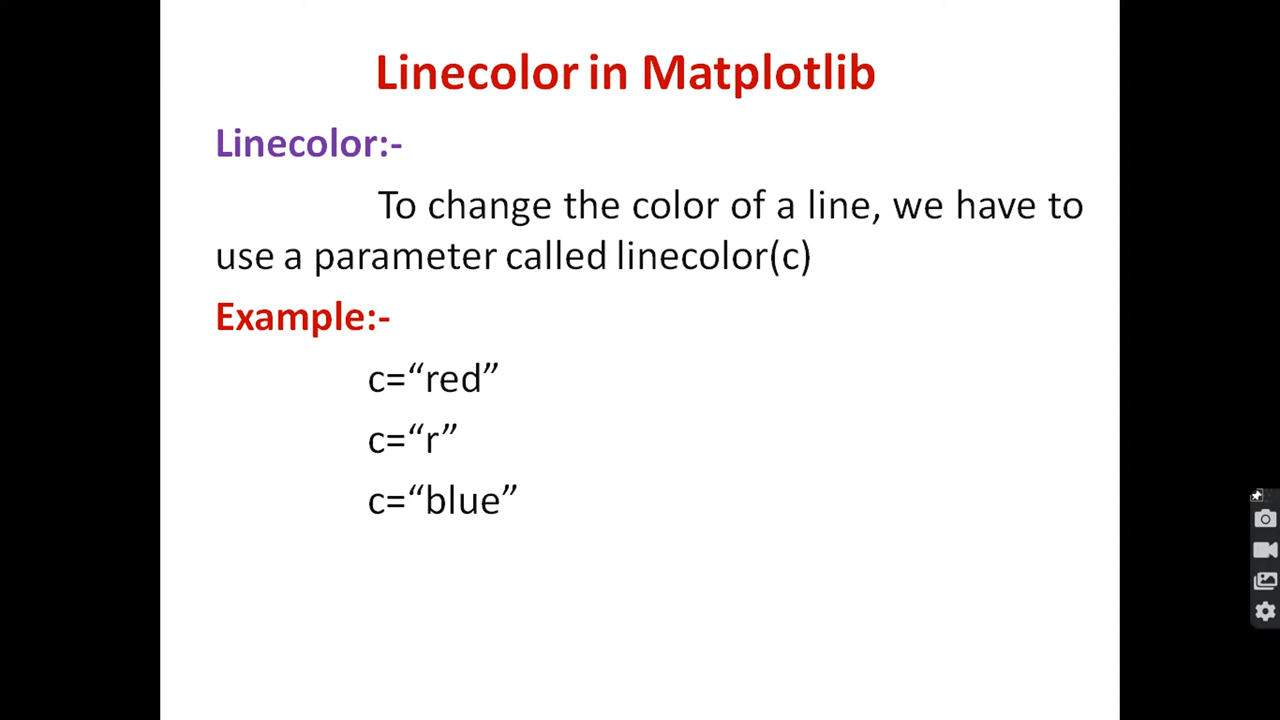 Linecolor in Matplotlib
Linecolor:-
To change the color of a line, we have to
use a parameter called linecolor(c)
Example:-
c=“red”
c=“r”
c=“blue”